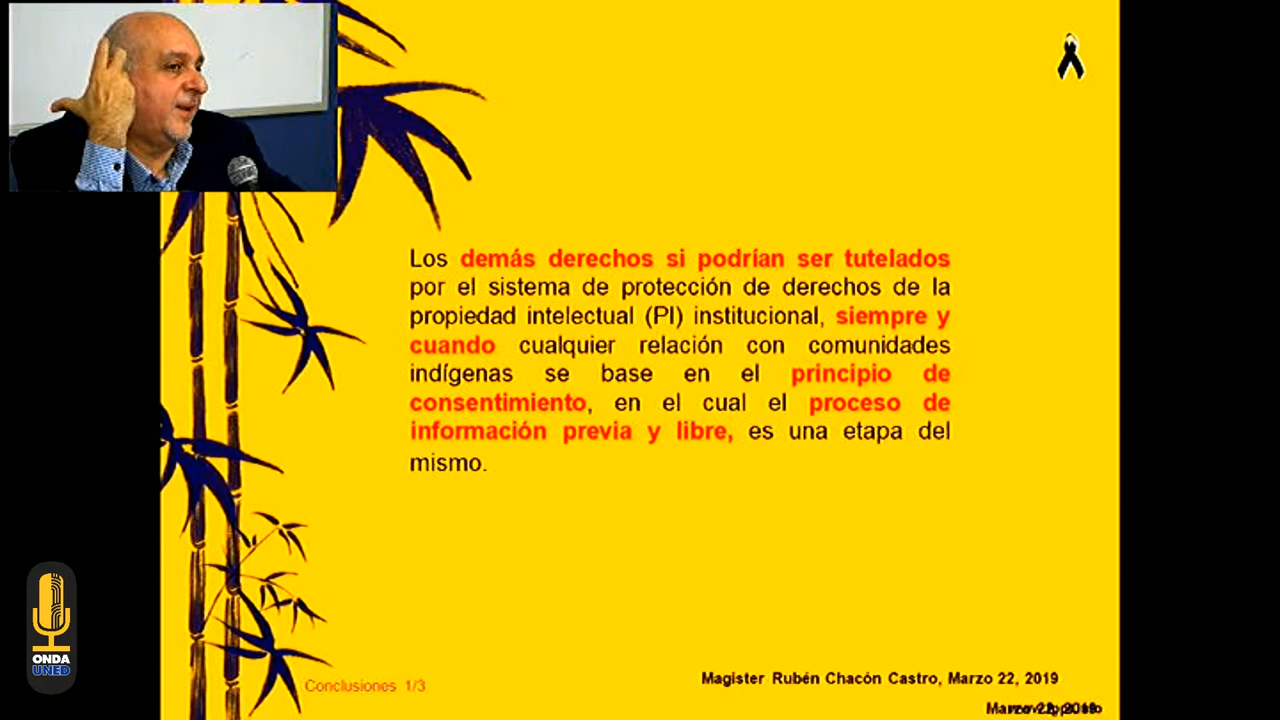 Los demás derechos si podrían ser tutelados
por el sistema de protección de derechos de la
propiedad intelectual (PI) institucional, siempre y
cuando cualquier relación con comunidades
indígenas se base en el principio de
consentimiento, en el cual el proceso de
información previa y libre, es una etapa del
mismo.
ONDA
UNED
Conclusiones 1/3
Magister Rubén Chacón Castro, Marzo 22, 2019